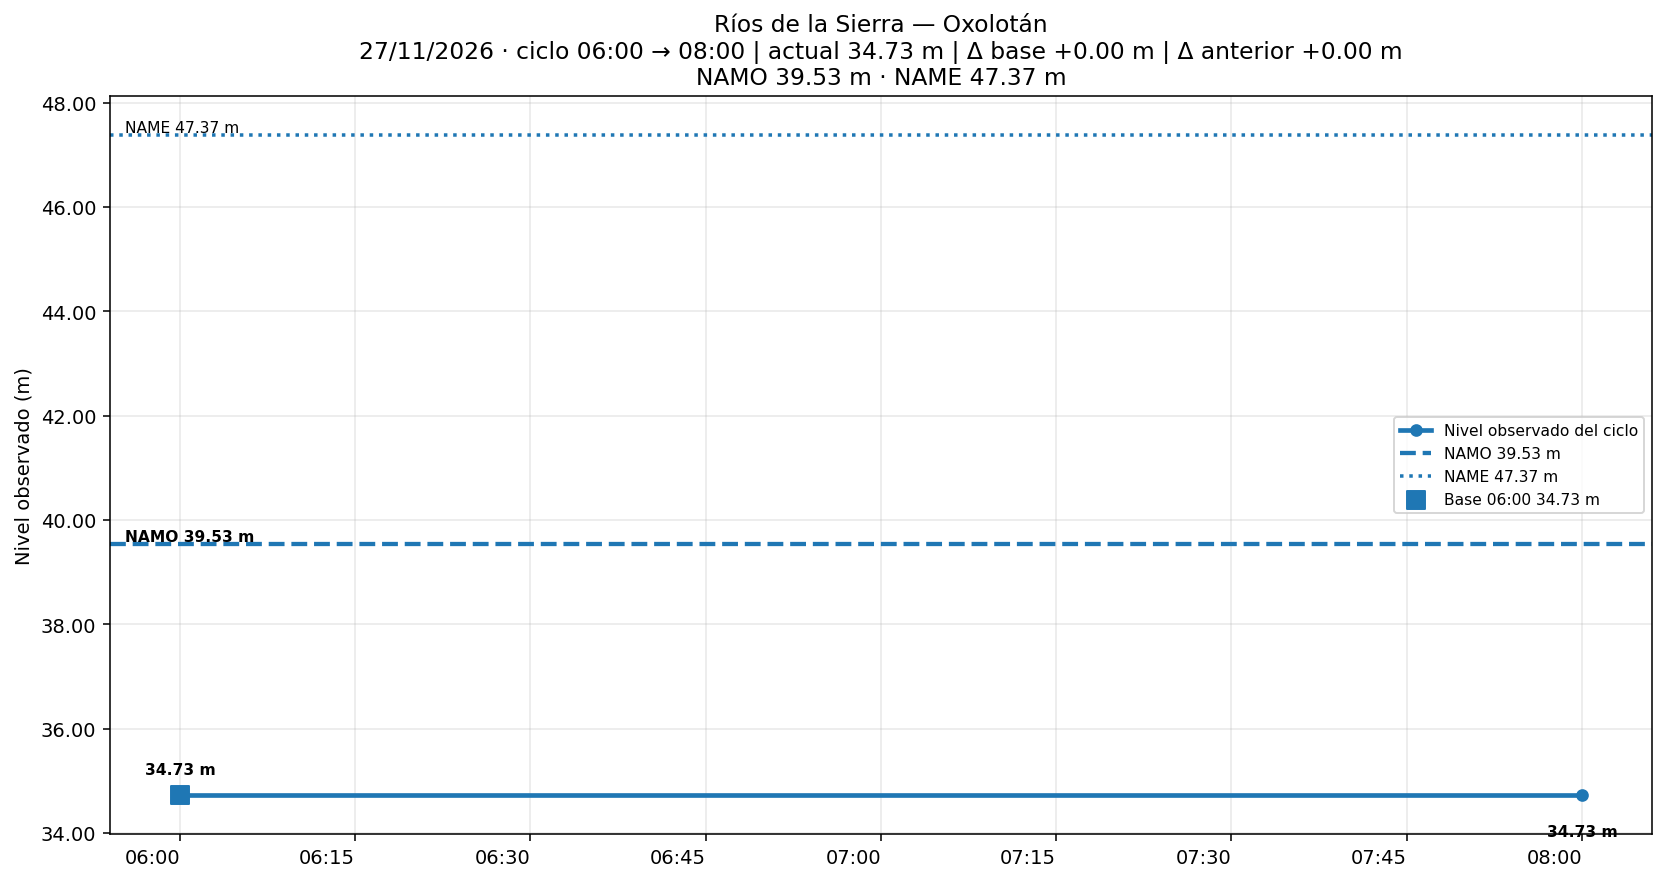 Ríos de la Sierra — Oxolotán
27/11/2026 · ciclo 06:00 → 08:00 | actual 34.73 m | Δ base +0.00 m | Δ anterior +0.00 m
NAMO 39.53 m · NAME 47.37 m
Nivel observado (m)
48.00
46.00
44.00
42.00
40.00
38.00
36.00
34.00
NAME 47.37 m
NAMO 39.53 m
34.73 m
34.73 m
Nivel observado del ciclo
NAMO 39.53 m
NAME 47.37 m
Base 06:00 34.73 m
06:00
06:15
06:30
06:45
07:00
07:15
07:30
07:45
08:00